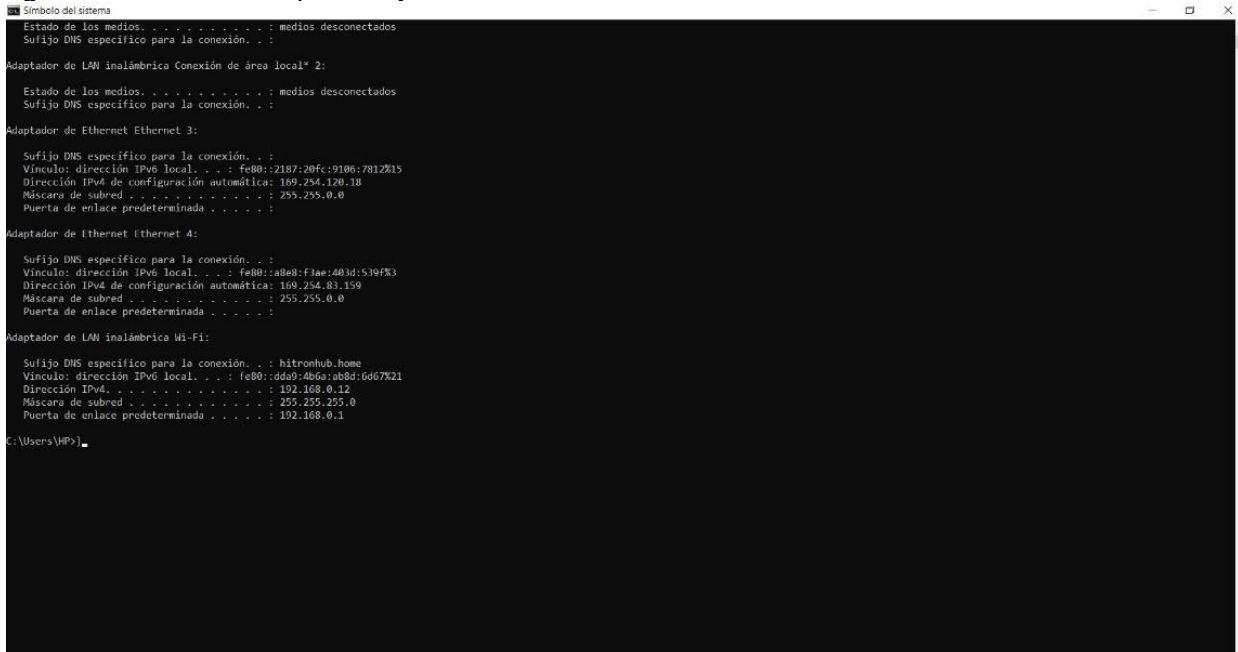 Símbolo del sistema
Estado de los medios. . . . . . . . . . . : medios desconectados
Sufijo DNS específico para la conexión. . :
Adaptador de LAN inalámbrica Conexión de área local* 2:
Estado de los medios. . . . . . . . . . . : medios desconectados
Sufijo DNS específico para la conexión. . :
Adaptador de Ethernet Ethernet 3:
Sufijo DNS específico para la conexión. . :
Vínculo: dirección IPv6 local. . . : fe80::2187:20fc:9106:7812%15
Dirección IPv4 de configuración automática: 169.254.120.18
Máscara de subred . . . . . . . . . . . . : 255.255.0.0
Puerta de enlace predeterminada . . . . . :
Adaptador de Ethernet Ethernet 4:
Sufijo DNS específico para la conexión. . :
Vínculo: dirección IPv6 local. . . : fe80::a8e8:f3ae:403d:539f%3
Dirección IPv4 de configuración automática: 169.254.83.159
Máscara de subred . . . . . . . . . . . . : 255.255.0.0
Puerta de enlace predeterminada . . . . . :
Adaptador de LAN inalámbrica Wi-Fi:
Sufijo DNS específico para la conexión. . : hitronhub.home
Vínculo: dirección IPv6 local. . . : fe80::dda9:4b6a:ab8d:6d67%21
Dirección IPv4. . . . . . . . . . . . . . : 192.168.0.12
Máscara de subred . . . . . . . . . . . . : 255.255.255.0
Puerta de enlace predeterminada . . . . . : 192.168.0.1
C:\Users\HP>}